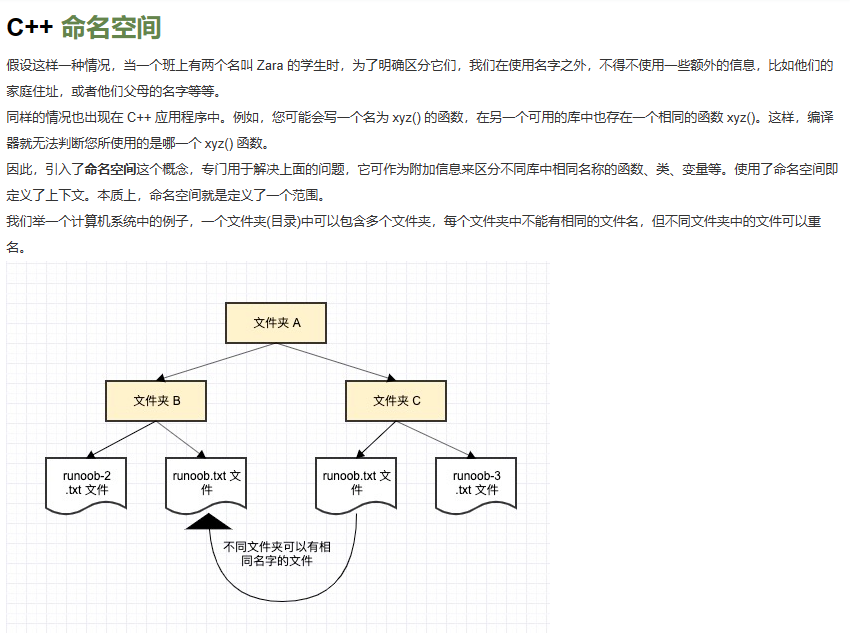 C++ 命名空间
假设这样一种情况，当一个班上有两个名叫 Zara 的学生时，为了明确区分它们，我们在使用名字之外，不得不使用一些额外的信息，比如他们的
家庭住址，或者他们父母的名字等等。
同样的情况也出现在 C++ 应用程序中。例如，您可能会写一个名为 xyz() 的函数，在另一个可用的库中也存在一个相同的函数 xyz()。这样，编译
器就无法判断您所使用的是哪一个 xyz() 函数。
因此，引入了命名空间这个概念，专门用于解决上面的问题，它可作为附加信息来区分不同库中相同名称的函数、类、变量等。使用了命名空间即
定义了上下文。本质上，命名空间就是定义了一个范围。
我们举一个计算机系统中的例子，一个文件夹(目录)中可以包含多个文件夹，每个文件夹中不能有相同的文件名，但不同文件夹中的文件可以重
名。
文件夹 A
文件夹 B
文件夹 C
runoob-2
.txt 文件
runoob.txt 文
件
runoob.txt 文
件
runoob-3
.txt 文件
不同文件夹可以有相
同名字的文件